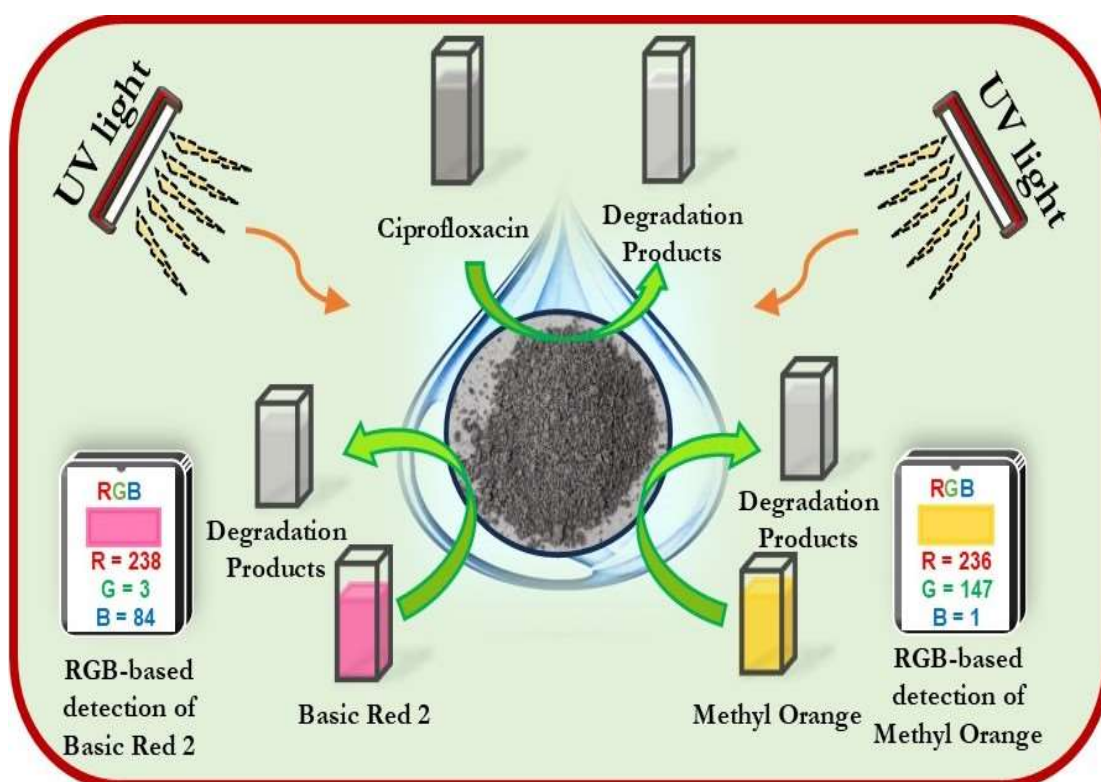 UV light
UV light
Ciprofloxacin
Degradation
Products
RGB
R = 238
G = 3
B = 84
RGB-based
detection of
Basic Red 2
Degradation
Products
Basic Red 2
Degradation
Products
Methyl Orange
RGB
R = 236
G = 147
B = 1
RGB-based
detection of
Methyl Orange